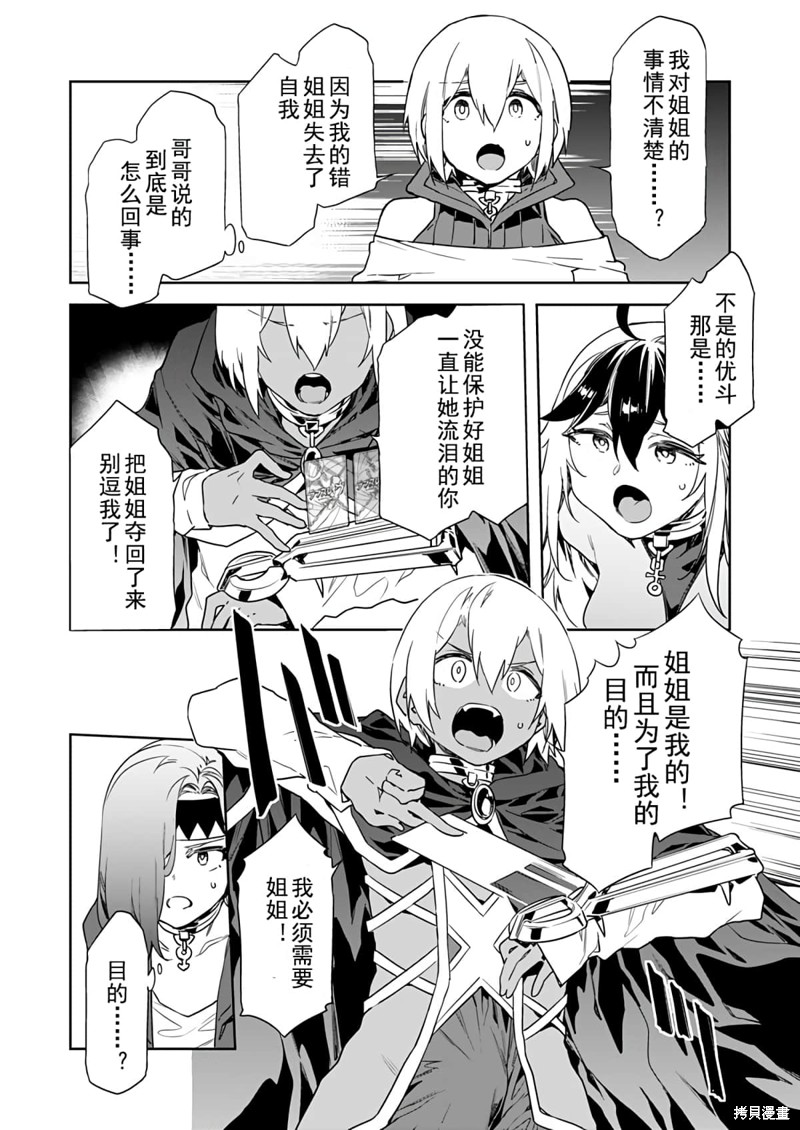 我对姐姐的
事情不清楚
……?
因为我的错
姐姐失去了
自我
哥哥说的
到底是
怎么回事
……
不是的优斗
那是……
没能保护好姐姐
一直让她流泪的你
把姐姐夺回了来
别逗我了！
姐姐是我的！
而且为了我的
目的……
我必须需要
姐姐！
目的……?
拷贝漫畫